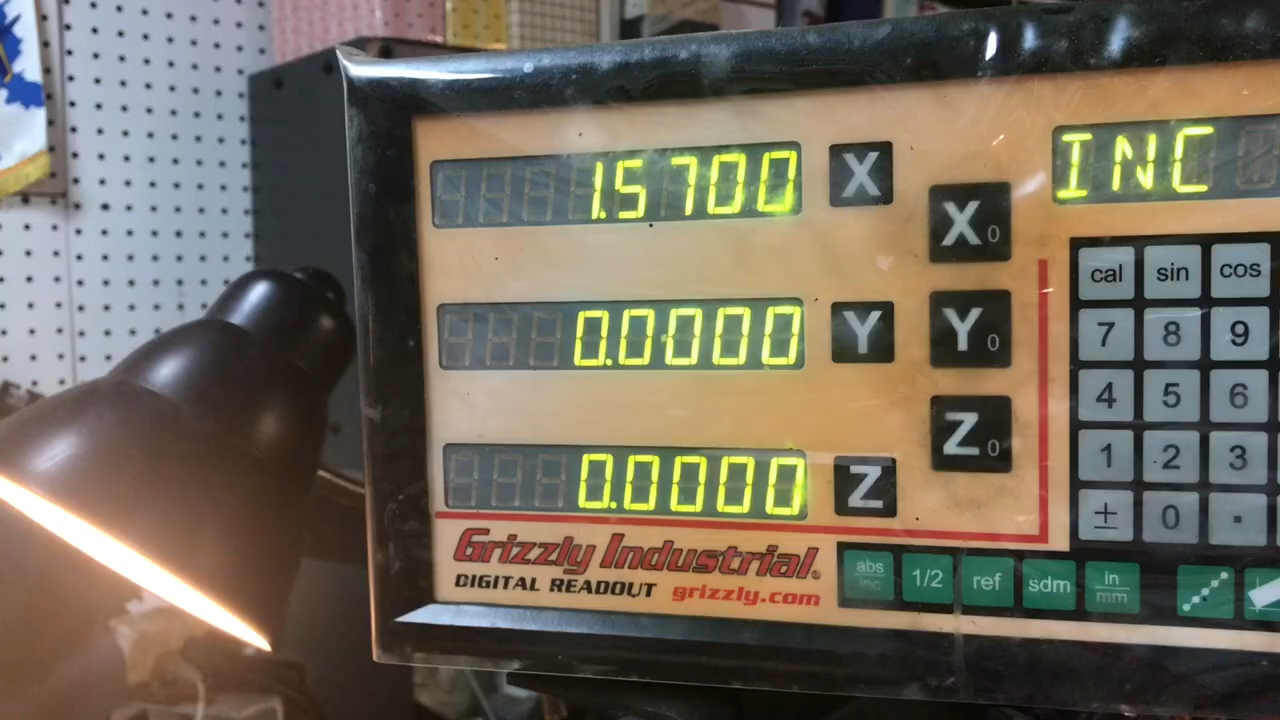 1.5700 X X0 INC
0.0000 Y Y0
0.0000 Z Z0
cal sin cos
7 8 9
4 5 6
1 2 3
± 0 .
Grizzly Industrial®
DIGITAL READOUT grizzly.com
abs
inc
1/2 ref sdm
in
mm